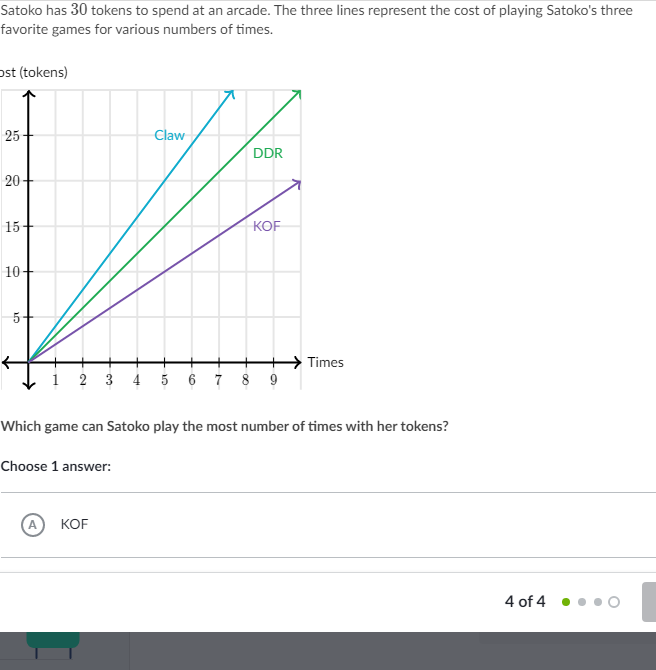 Satoko has 30 tokens to spend at an arcade. The three lines represent the cost of playing Satoko's three
favorite games for various numbers of times.
ost (tokens)
Claw
25
DDR
20
15
KOF
10
5
Times
1 2 3 4 5 6 7 8 9
Which game can Satoko play the most number of times with her tokens?
Choose 1 answer:
A KOF
4 of 4